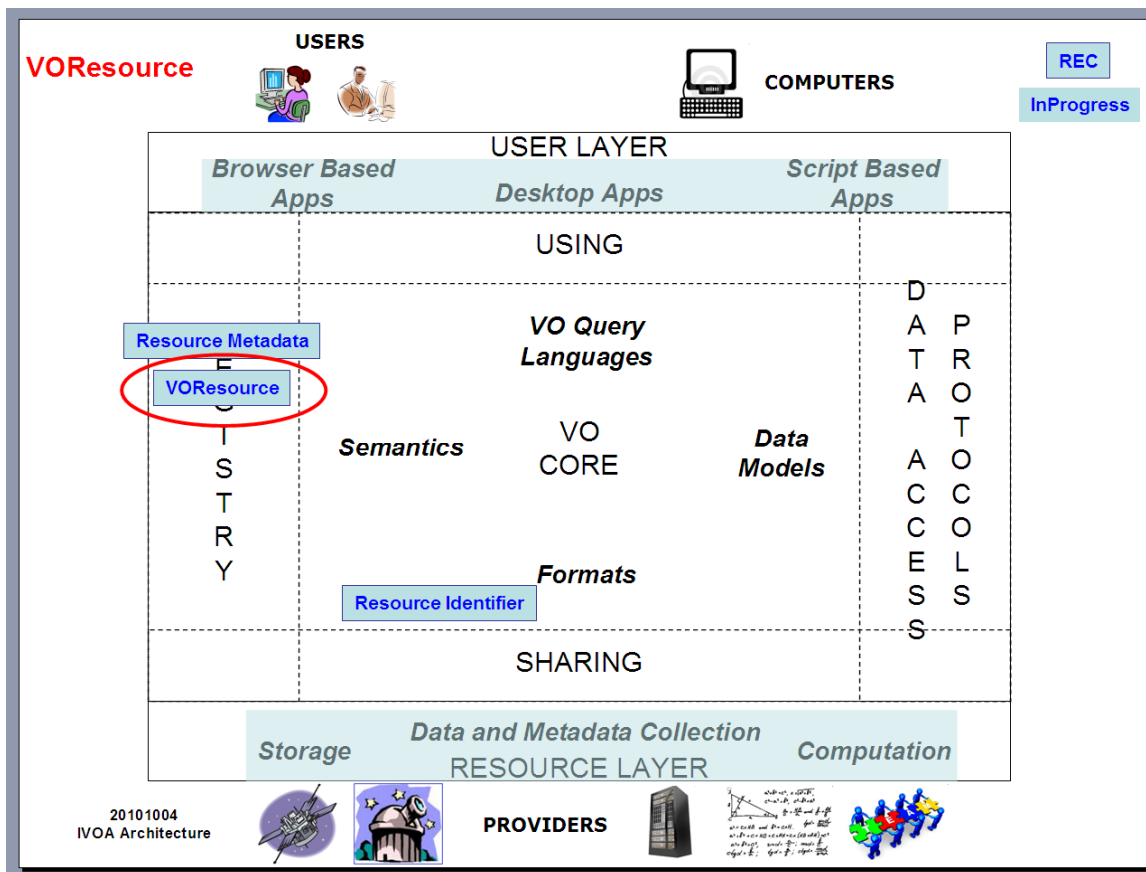 VOResource
USERS
COMPUTERS
REC
InProgress
USER LAYER
Browser Based
Apps
Desktop Apps
Script Based
Apps
USING
Resource Metadata
VOResource
I
S
T
R
Y
VO Query
Languages
Semantics
VO
CORE
Data
Models
Formats
Resource Identifier
D
A
T
A
A
C
C
E
S
S
P
R
O
T
O
C
O
L
S
SHARING
Data and Metadata Collection
Storage
Computation
RESOURCE LAYER
20101004
IVOA Architecture
PROVIDERS